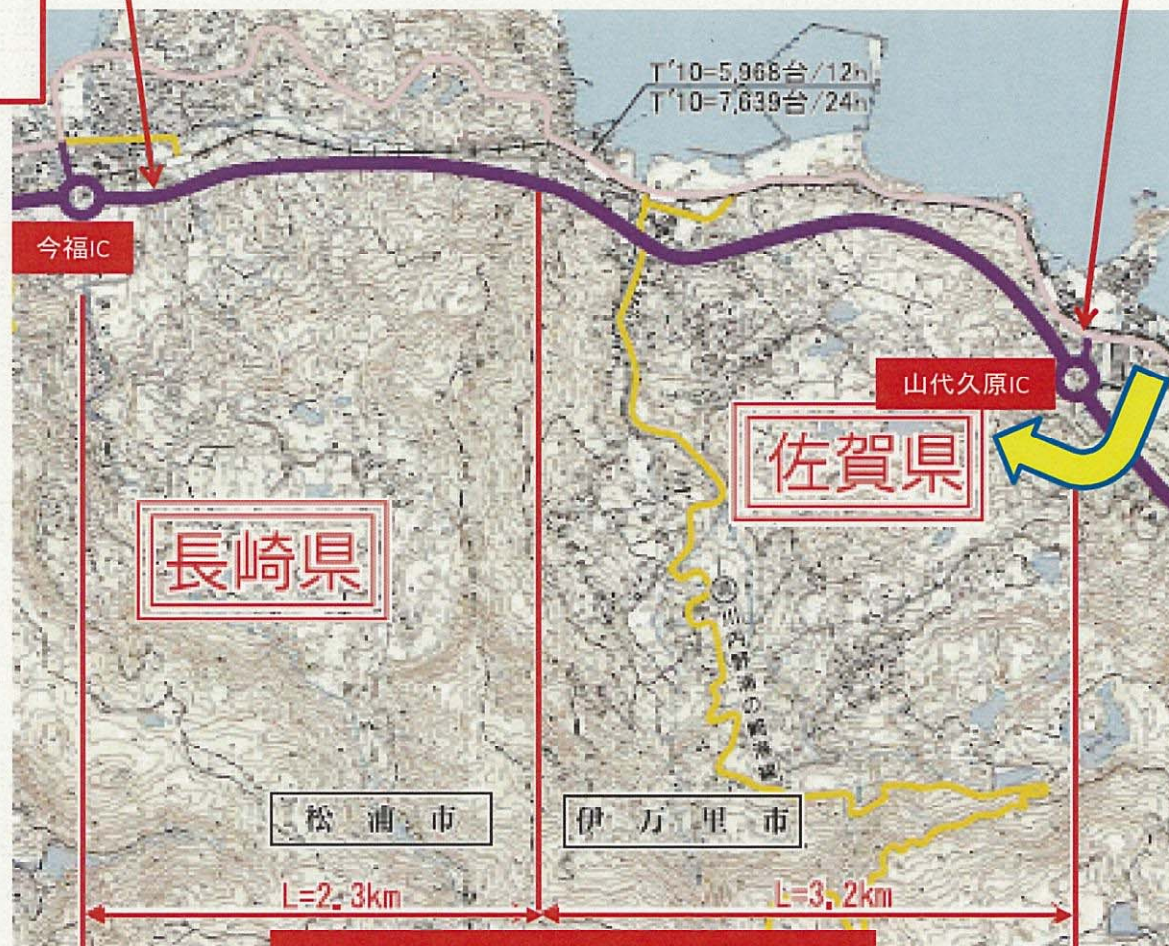 T'10=5,968台/12h
T'10=7,639台/24h
今福IC
山代久原IC
佐賀県
長崎県
松浦市
伊万里市
L=2.3km
L=3.2km